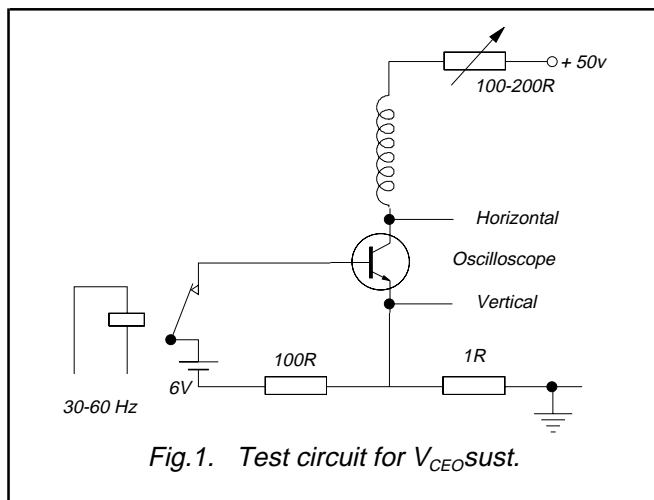 + 50v
100-200R
Horizontal
Oscilloscope
Vertical
100R
1R
6V
30-60 Hz
Fig.1. Test circuit for VCEOsust.